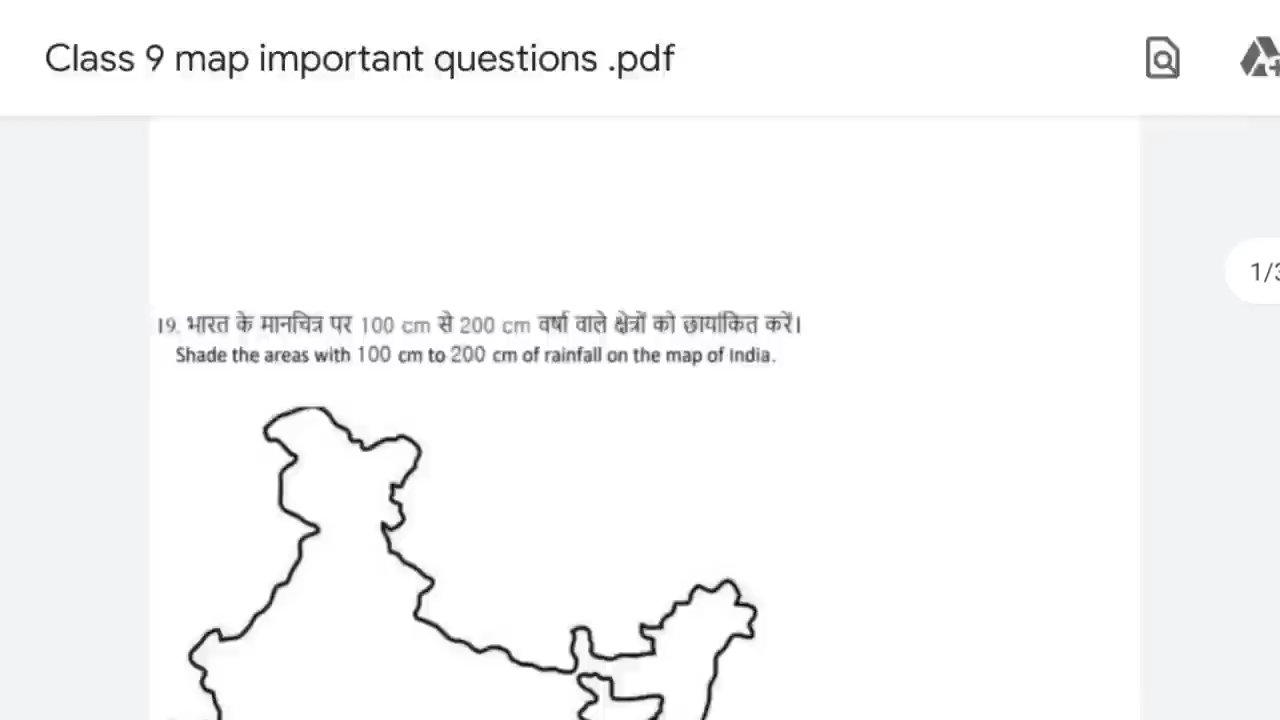 Class 9 map important questions .pdf
1/3
19. भारत के मानचित्र पर 100 cm से 200 cm वर्षा वाले क्षेत्रों को छायांकित करें।
Shade the areas with 100 cm to 200 cm of rainfall on the map of India.